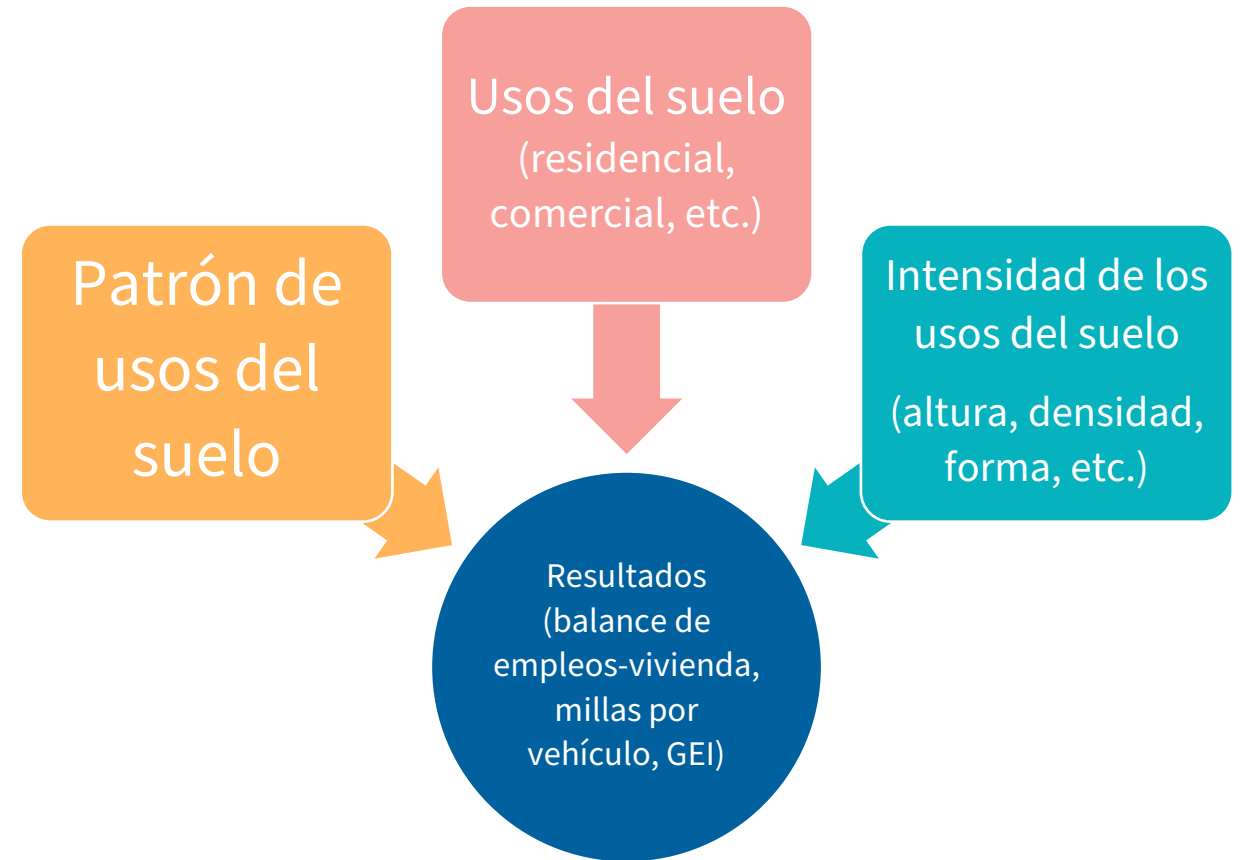 Usos del suelo
(residencial,
comercial, etc.)
Patrón de
usos del
suelo
Intensidad de los
usos del suelo
(altura, densidad,
forma, etc.)
Resultados
(balance de
empleos-vivienda,
millas por
vehículo, GEI)